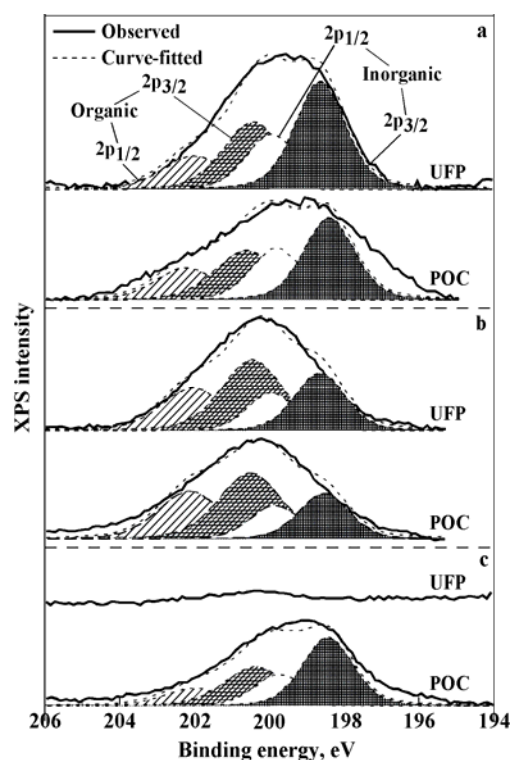 Observed
Curve-fitted
a
2p1/2
Inorganic
2p3/2
Organic
2p1/2
2p3/2
UFP
POC
b
UFP
POC
c
UFP
POC
XPS intensity
206 204 202 200 198 196 194
Binding energy, eV